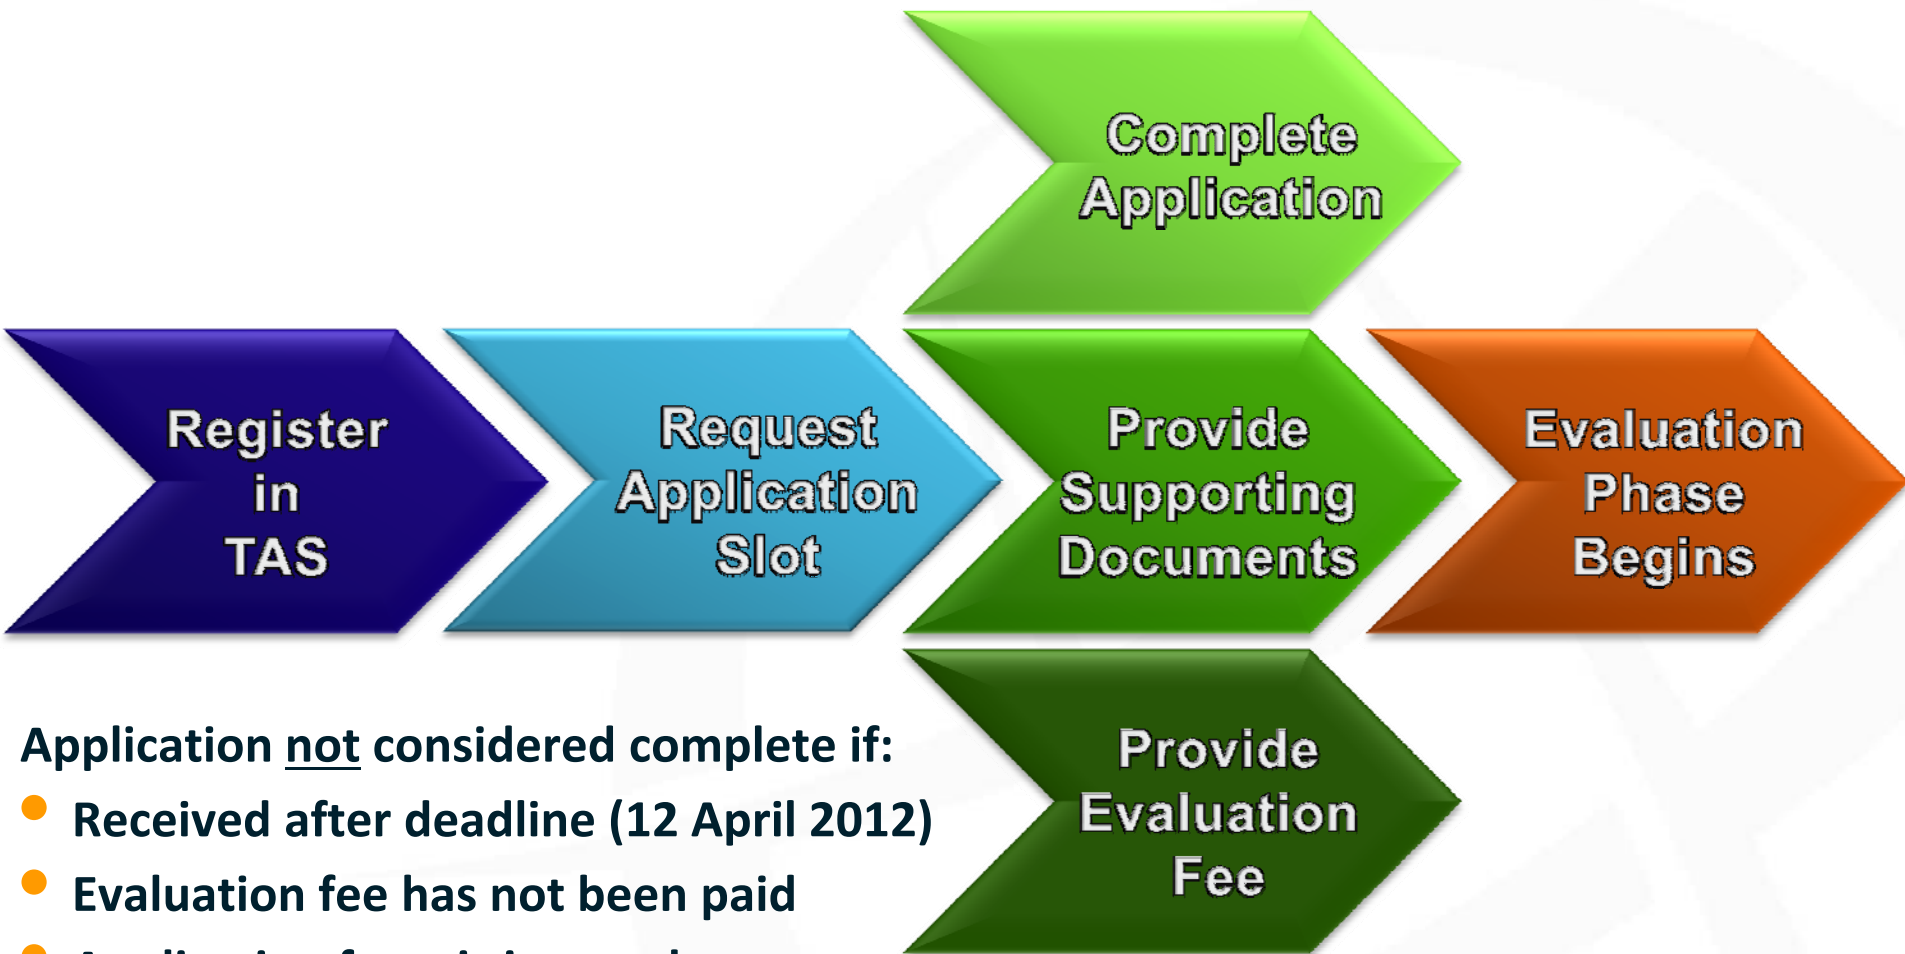 Complete
Application
Register
in
TAS
Request
Application
Slot
Provide
Supporting
Documents
Evaluation
Phase
Begins
Provide
Evaluation
Fee
Application not considered complete if:
• Received after deadline (12 April 2012)
• Evaluation fee has not been paid